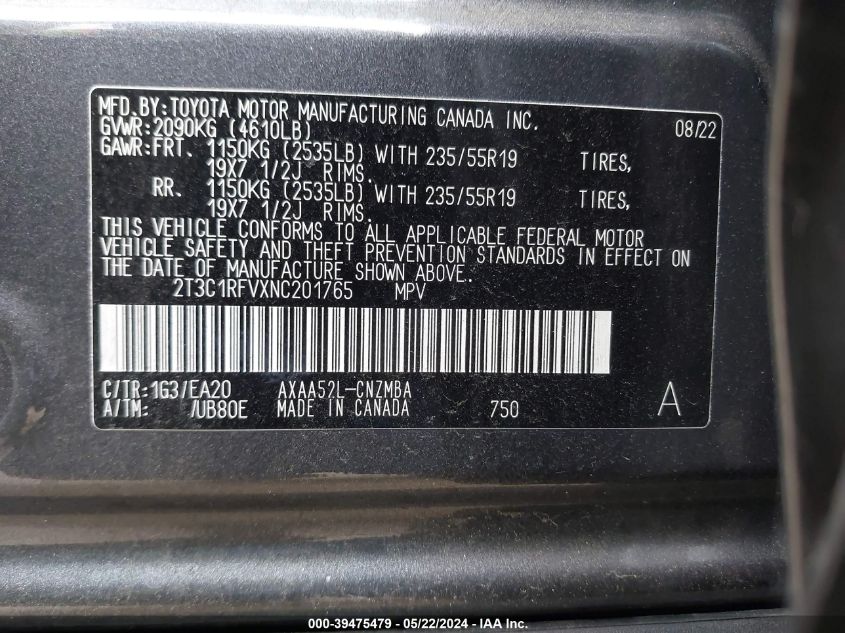 MFD.BY:TOYOTA MOTOR MANUFACTURING CANADA INC. 08/22
GVWR:2090KG (4610LB)
GAWR:FRT. 1150KG (2535LB) WITH 235/55R19 TIRES,
19X7 1/2J RIMS.
RR. 1150KG (2535LB) WITH 235/55R19 TIRES,
19X7 1/2J RIMS.
THIS VEHICLE CONFORMS TO ALL APPLICABLE FEDERAL MOTOR
VEHICLE SAFETY AND THEFT PREVENTION STANDARDS IN EFFECT ON
THE DATE OF MANUFACTURE SHOWN ABOVE.
2T3C1RFVXNC201765 MPV
C/TR:1G3/EA20 AXAA52L-CNZMBA
A/TM: /UB80E MADE IN CANADA 750 A
000-39475479 - 05/22/2024 - IAA Inc.